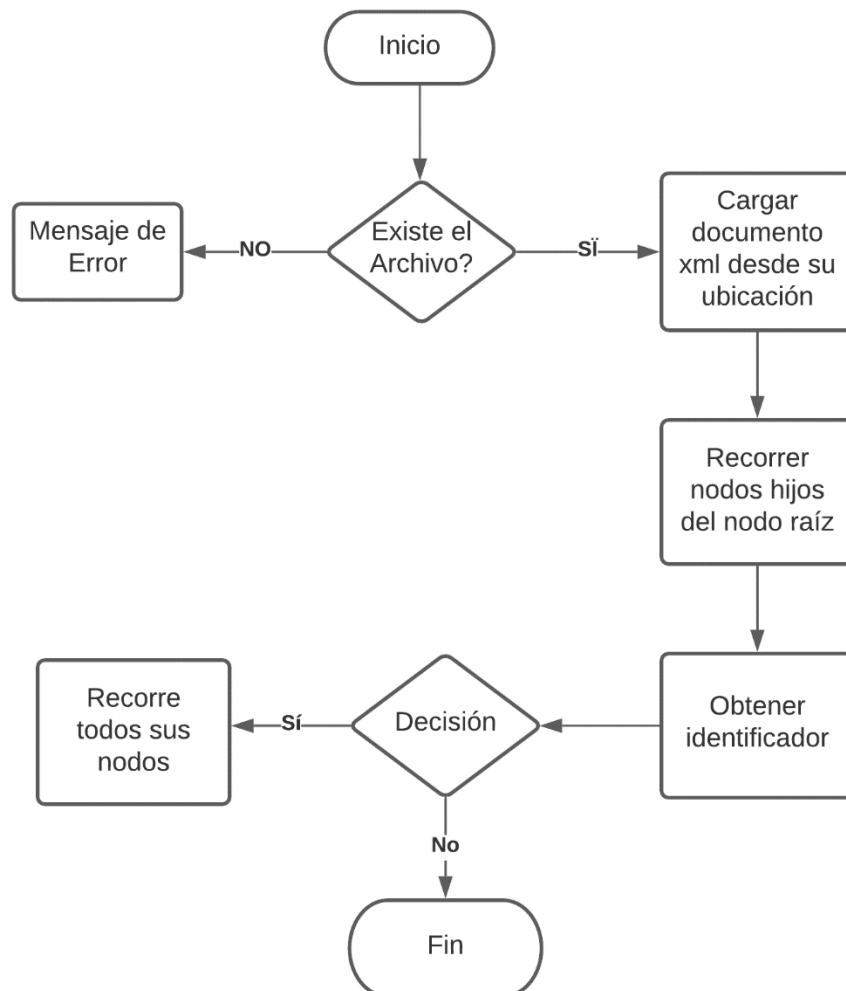 Inicio
Mensaje de
Error
NO
Existe el
Archivo?
SÏ
Cargar
documento
xml desde su
ubicación
Recorrer
nodos hijos
del nodo raíz
Recorre
todos sus
nodos
Sí
Decisión
Obtener
identificador
No
Fin